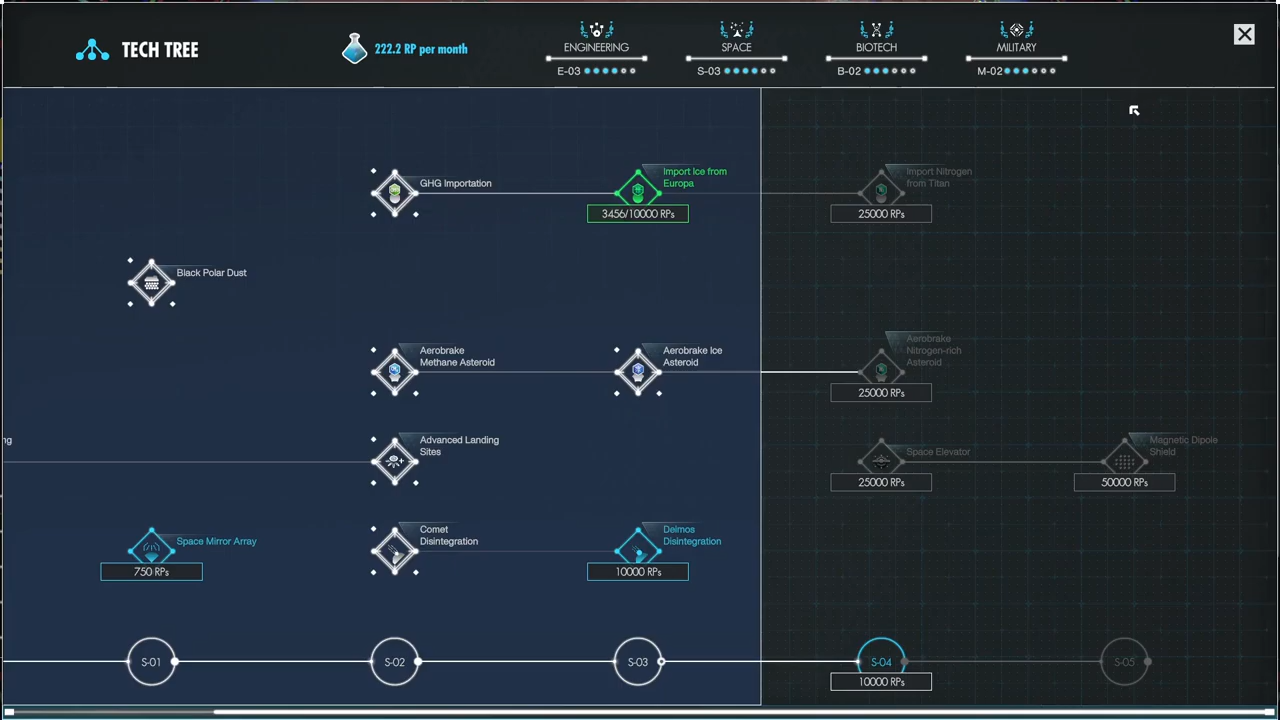 TECH TREE
222.2 RP per month
ENGINEERING
E-03
SPACE
S-03
BIOTECH
B-02
MILITARY
M-02
GHG Importation
Import Ice from
Europa
3456/10000 RPs
Import Nitrogen
from Titan
25000 RPs
Black Polar Dust
Aerobrake
Methane Asteroid
Aerobrake Ice
Asteroid
Aerobrake
Nitrogen-rich
Asteroid
25000 RPs
ng
Advanced Landing
Sites
Space Elevator
25000 RPs
Magnetic Dipole
Shield
50000 RPs
Space Mirror Array
750 RPs
Comet
Disintegration
Deimos
Disintegration
10000 RPs
S-01
S-02
S-03
S-04
10000 RPs
S-05